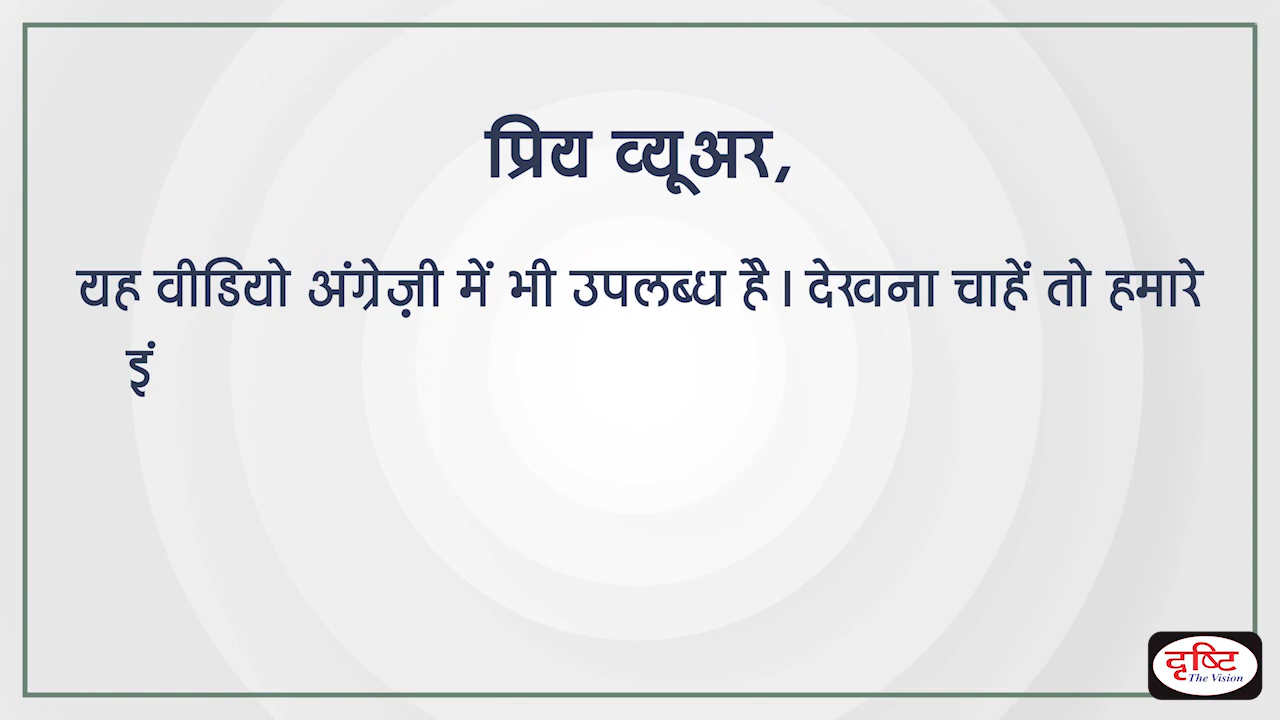 प्रिय व्यूअर,
यह वीडियो अंग्रेज़ी में भी उपलब्ध है। देखना चाहें तो हमारे
इं
दृष्टि
The Vision